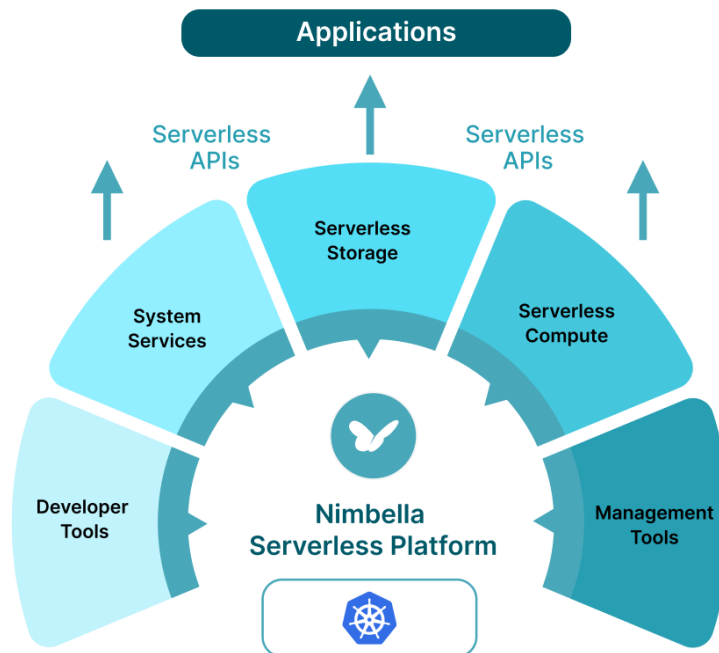 Applications
Serverless
APIs
Serverless
APIs
Serverless
Storage
System
Services
Serverless
Compute
Developer
Tools
Nimbella
Serverless Platform
Management
Tools